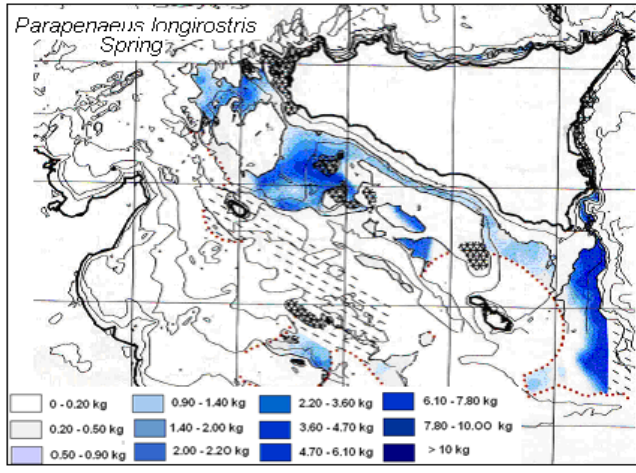 Parapenaeus longirostris
Spring
0 - 0.20 kg
0.20 - 0.50 kg
0.50 - 0.90 kg
0.90 - 1.40 kg
1.40 - 2.00 kg
2.00 - 2.20 kg
2.20 - 3.60 kg
3.60 - 4.70 kg
4.70 - 6.10 kg
6.10 - 7.80 kg
7.80 - 10.00 kg
> 10 kg